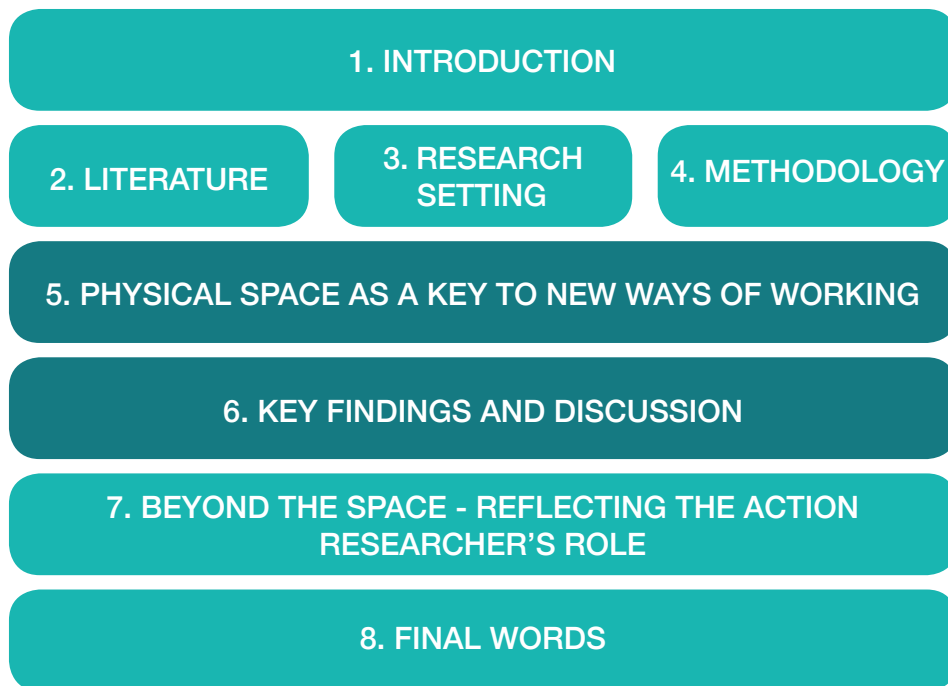 1. INTRODUCTION
2. LITERATURE
3. RESEARCH
SETTING
4. METHODOLOGY
5. PHYSICAL SPACE AS A KEY TO NEW WAYS OF WORKING
6. KEY FINDINGS AND DISCUSSION
7. BEYOND THE SPACE - REFLECTING THE ACTION
RESEARCHER’S ROLE
8. FINAL WORDS